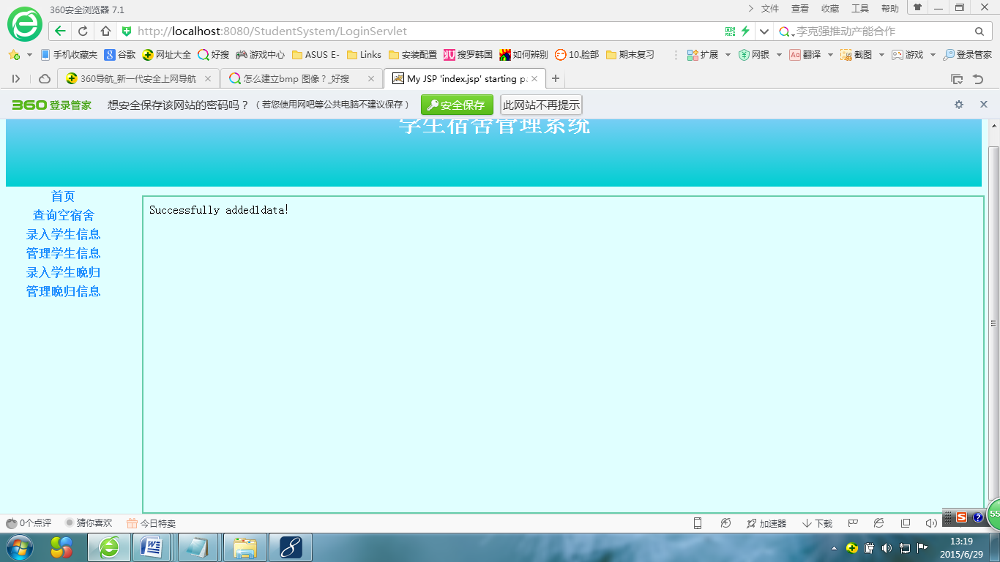 360安全浏览器 7.1
文件 查看 收藏 工具 帮助
http://localhost:8080/StudentSystem/LoginServlet
李克强推动产能合作
手机收藏夹 谷歌 网址大全 好搜 游戏中心 ASUS E- Links 安装配置 搜罗韩国 如何辨别 10.脸部 期末复习 扩展 网银 翻译 截图 游戏 登录管家
360导航_新一代安全上网导航 怎么建立bmp 图像？_好搜 My JSP 'index.jsp' starting pa
360 登录管家 想安全保存该网站的密码吗？（若您使用网吧等公共电脑不建议保存） 安全保存 此网站不再提示
学生宿舍管理系统
首页
查询空宿舍
录入学生信息
管理学生信息
录入学生晚归
管理晚归信息
Successfully added1data!
0个点评 猜你喜欢 今日特卖 加速器 下载
55
13:19
2015/6/29